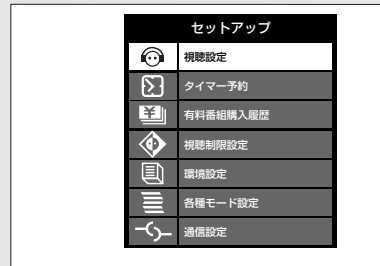 セットアップ
視聴設定
タイマー予約
有料番組購入履歴
視聴制限設定
環境設定
各種モード設定
通信設定